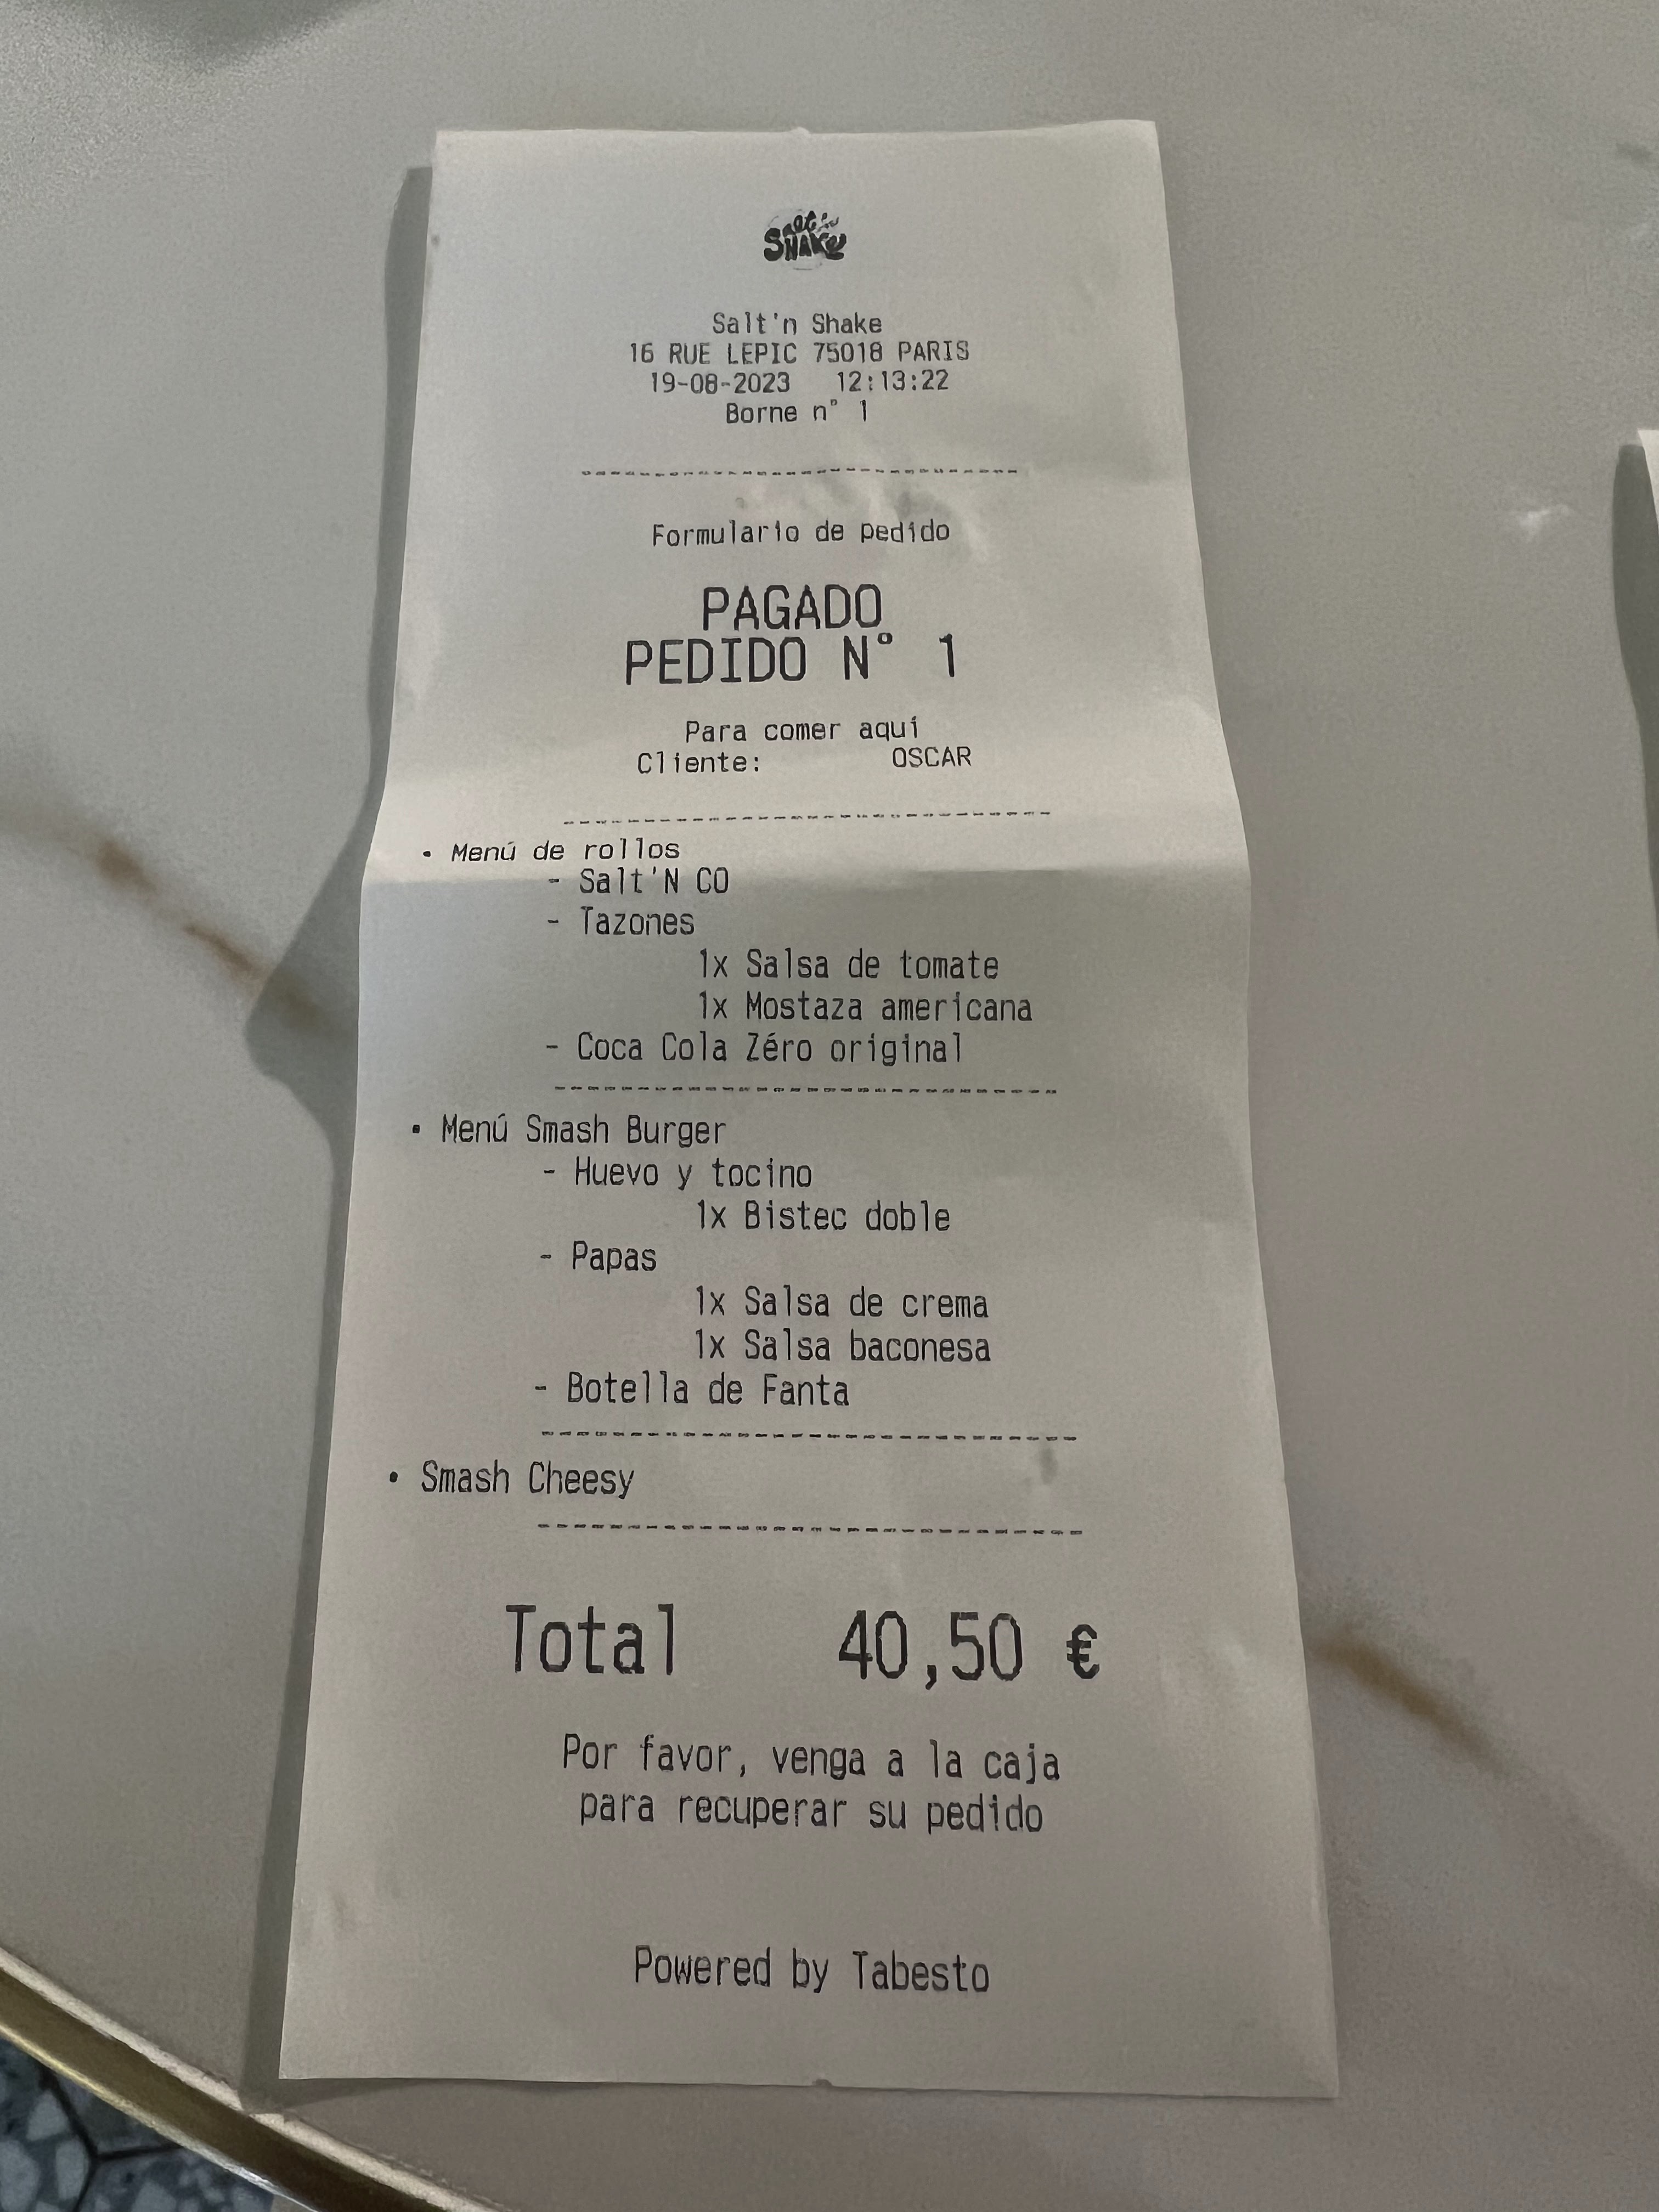 Salt'n Shake
Salt'n Shake
16 RUE LEPIC 75018 PARIS
19-08-2023 12:13:22
Borne n° 1
Formulario de pedido
PAGADO
PEDIDO N° 1
Para comer aquí
Cliente: OSCAR
• Menú de rollos
- Salt'N CO
- Tazones
1x Salsa de tomate
1x Mostaza americana
- Coca Cola Zéro original
• Menú Smash Burger
- Huevo y tocino
1x Bistec doble
- Papas
1x Salsa de crema
1x Salsa baconesa
- Botella de Fanta
• Smash Cheesy
Total 40,50 €
Por favor, venga a la caja
para recuperar su pedido
Powered by Tabesto